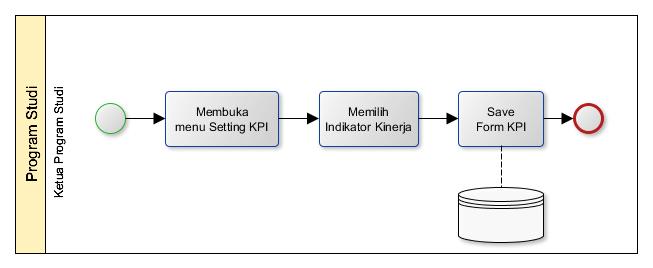 Program Studi
Ketua Program Studi
Membuka
menu Setting KPI
Memilih
Indikator Kinerja
Save
Form KPI